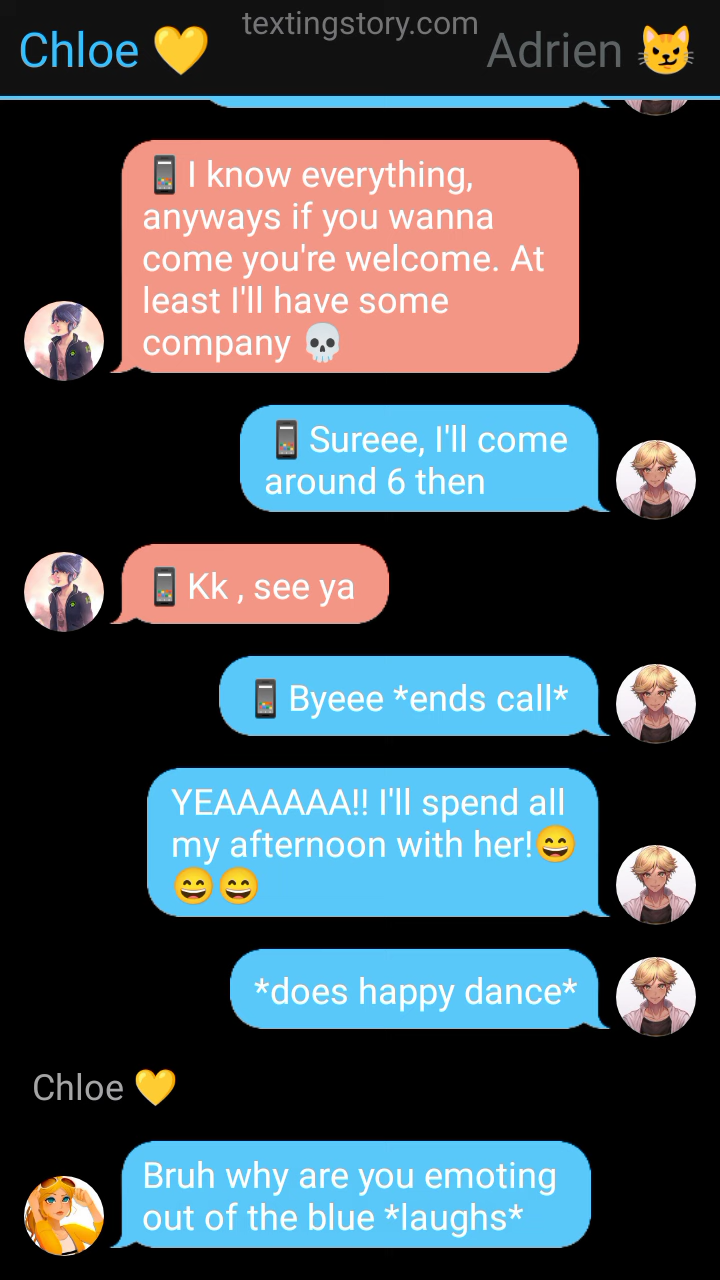 textingstory.com
Chloe 💛 Adrien 😼
📱I know everything,
anyways if you wanna
come you're welcome. At
least I'll have some
company 💀
📱Sureee, I'll come
around 6 then
📱Kk , see ya
📱Byeee *ends call*
YEAAAAAA!! I'll spend all
my afternoon with her!😄
😄😄
*does happy dance*
Chloe 💛
Bruh why are you emoting
out of the blue *laughs*